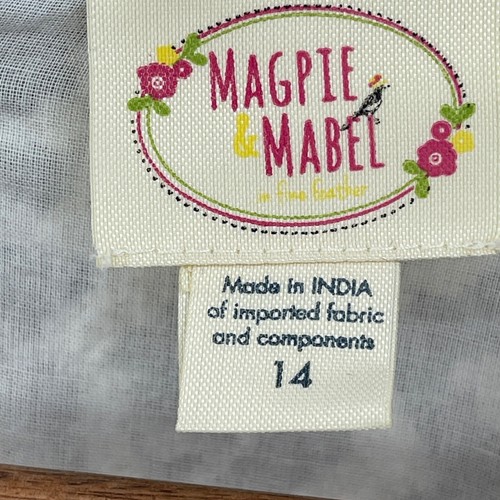 MAGPIE
& MABEL
in fine feather
Made in INDIA
of imported fabric
and components
14